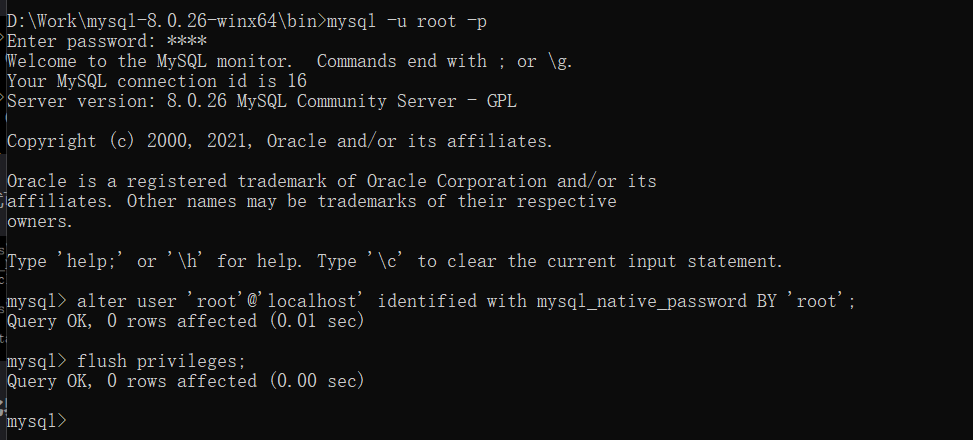 D:\Work\mysql-8.0.26-winx64\bin>mysql -u root -p
Enter password: ****
Welcome to the MySQL monitor.  Commands end with ; or \g.
Your MySQL connection id is 16
Server version: 8.0.26 MySQL Community Server - GPL
Copyright (c) 2000, 2021, Oracle and/or its affiliates.
Oracle is a registered trademark of Oracle Corporation and/or its
affiliates. Other names may be trademarks of their respective
owners.
Type 'help;' or '\h' for help. Type '\c' to clear the current input statement.
mysql> alter user 'root'@'localhost' identified with mysql_native_password BY 'root';
Query OK, 0 rows affected (0.01 sec)
mysql> flush privileges;
Query OK, 0 rows affected (0.00 sec)
mysql>